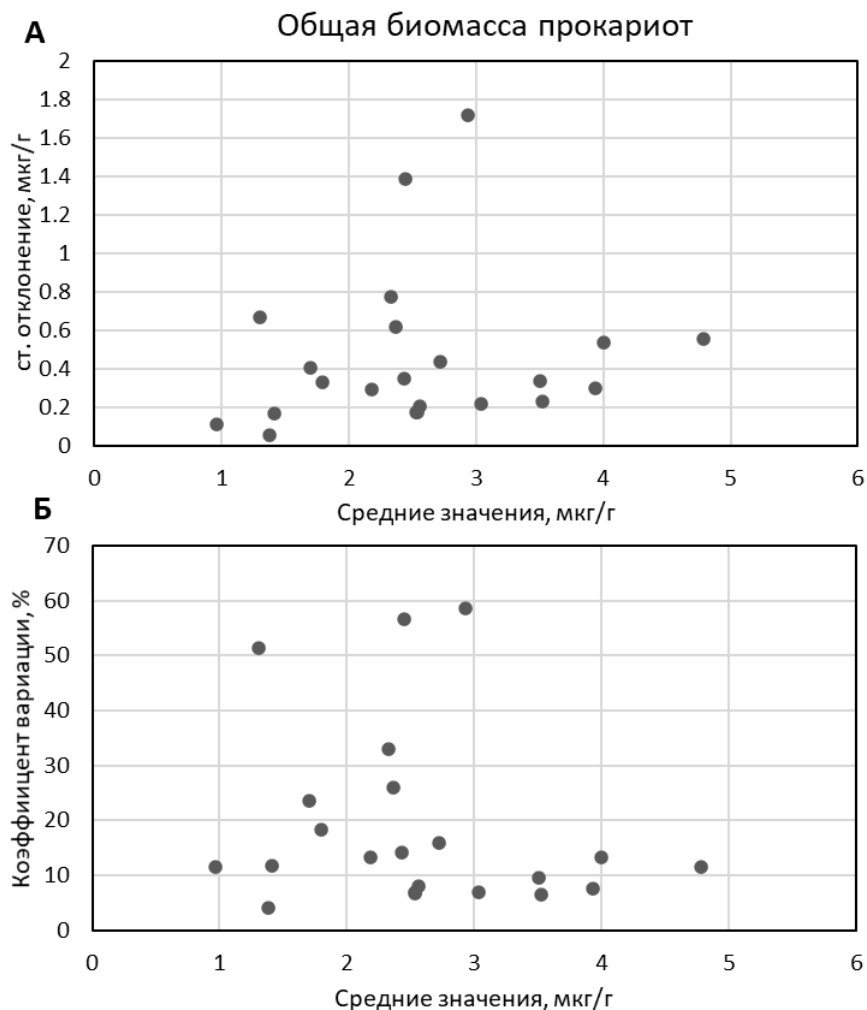 А
Общая биомасса прокариот
ст. отклонение, мкг/г
2
1.8
1.6
1.4
1.2
1
0.8
0.6
0.4
0.2
0
0 1 2 3 4 5 6
Средние значения, мкг/г
Б
Коэффиицент вариации, %
70
60
50
40
30
20
10
0
0 1 2 3 4 5 6
Средние значения, мкг/г